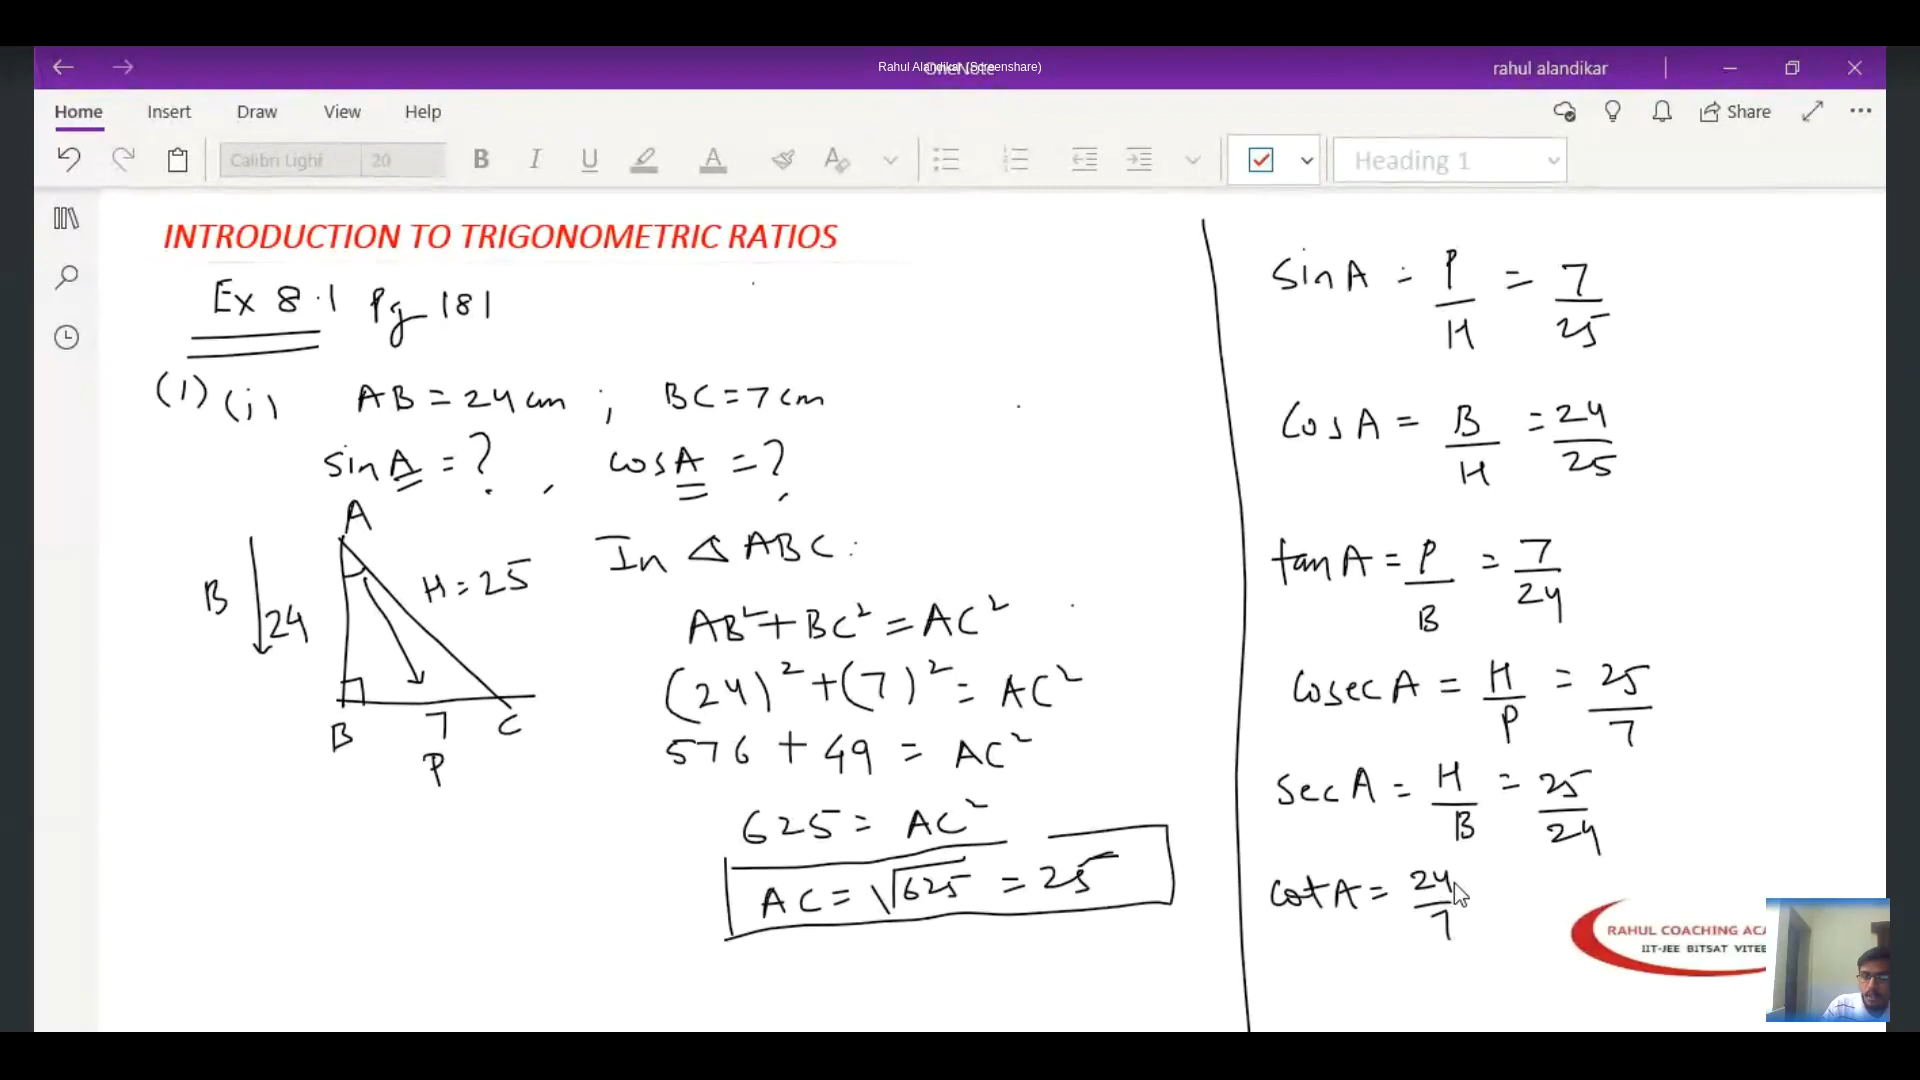 Rahul Alandikar (Screenshare)
rahul alandikar
Home Insert Draw View Help
Share
Calibri Light 20
B I U A A
Heading 1
INTRODUCTION TO TRIGONOMETRIC RATIOS
Ex 8.1 Pg 181
(1) (i) AB = 24 cm ; BC = 7 cm
sin A = ? , cos A = ?
A
B 24
H = 25
B 7 C
P
In △ ABC :
AB² + BC² = AC²
(24)² + (7)² = AC²
576 + 49 = AC²
625 = AC²
AC = √625 = 25
sin A = P/H = 7/25
Cos A = B/H = 24/25
tan A = P/B = 7/24
Cosec A = H/P = 25/7
Sec A = H/B = 25/24
Cot A = 24/7
RAHUL COACHING ACA
IIT-JEE BITSAT VITEE